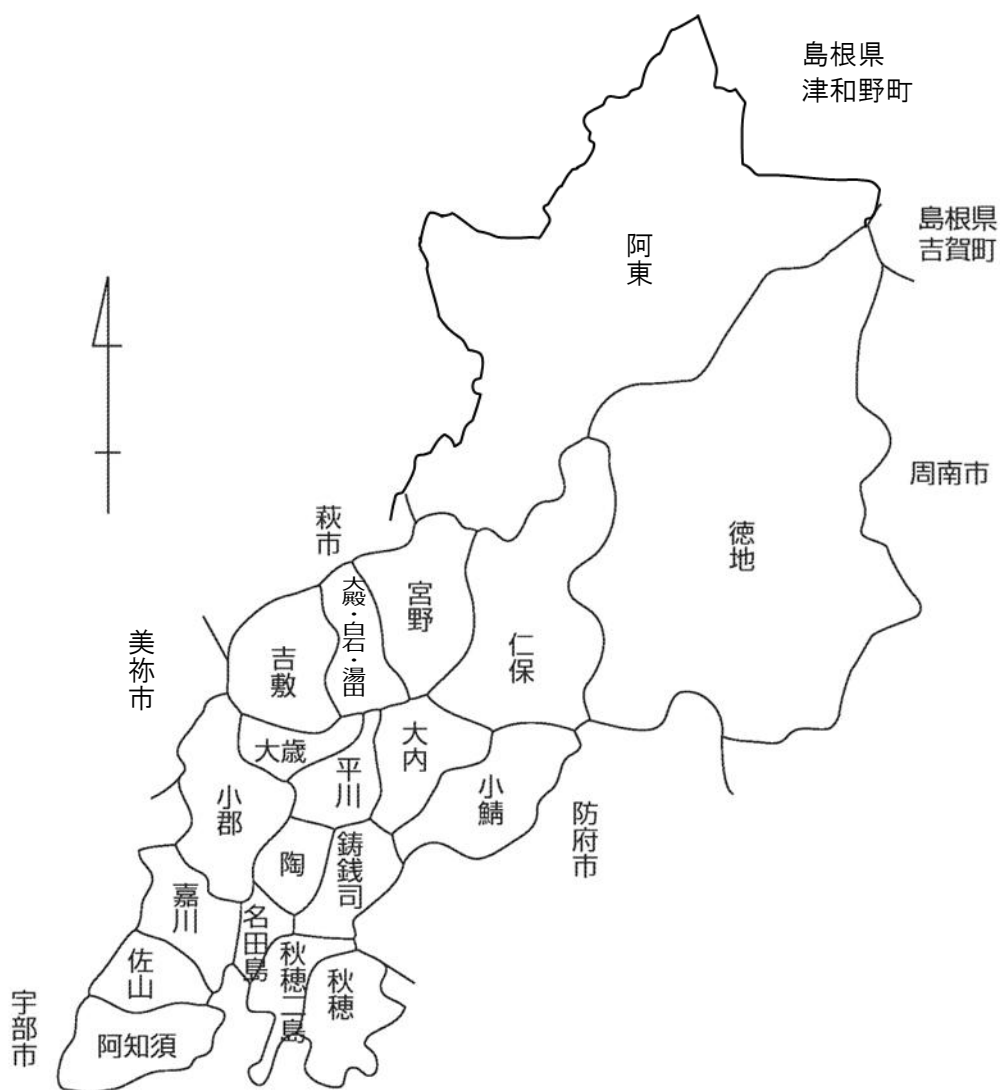 島根県
津和野町
島根県
吉賀町
阿東
周南市
徳地
萩市
宮野
大殿・白石・湯田
仁保
美祢市
吉敷
大歳
平川
大内
小鯖
防府市
小郡
陶
鋳銭司
嘉川
名田島
秋穂二島
秋穂
佐山
阿知須
宇部市